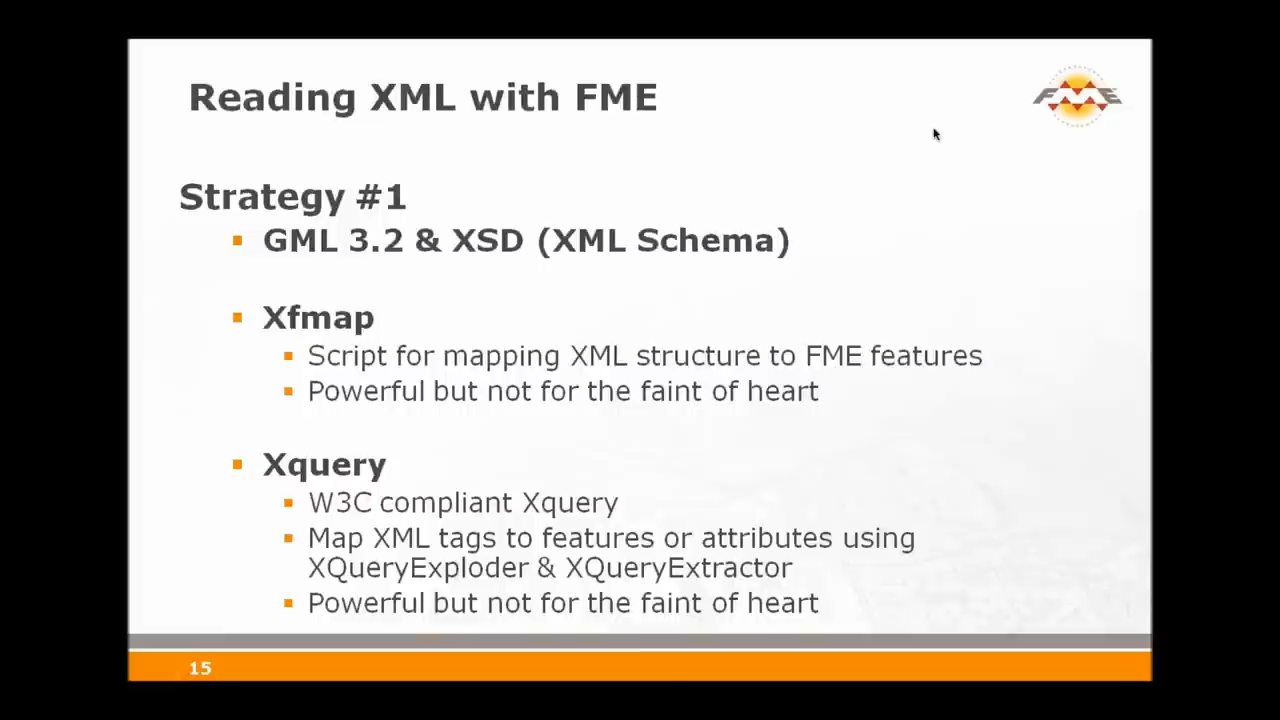 Reading XML with FME
FME
Strategy #1
GML 3.2 & XSD (XML Schema)
Xfmap
Script for mapping XML structure to FME features
Powerful but not for the faint of heart
Xquery
W3C compliant Xquery
Map XML tags to features or attributes using
XQueryExploder & XQueryExtractor
Powerful but not for the faint of heart
15